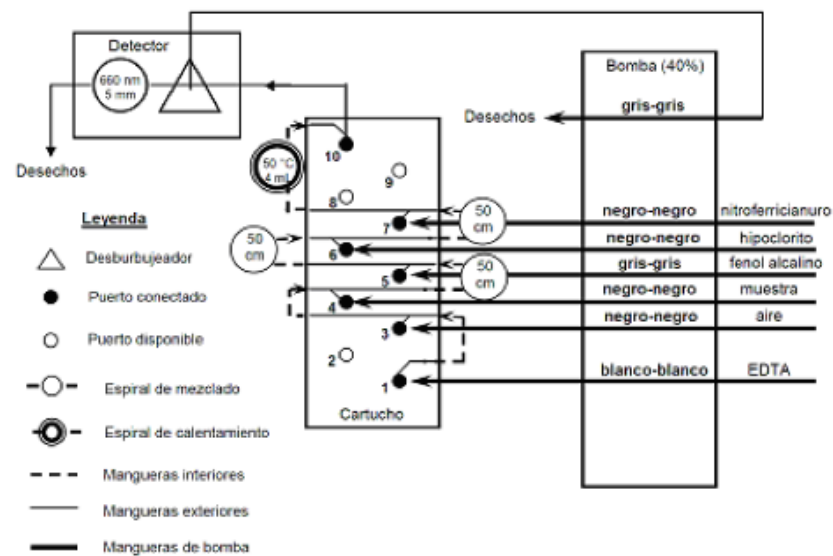 Detector
660 nm
5 mm
Desechos
Bomba (40%)
gris-gris
Desechos
10
50 °C
4 mL
9
8
7
50
cm
negro-negro
nitroferricianuro
50
cm
6
negro-negro
hipoclorito
5
50
cm
gris-gris
fenol alcalino
4
negro-negro
muestra
3
negro-negro
aire
2
1
blanco-blanco
EDTA
Cartucho
Leyenda
Desburbujeador
Puerto conectado
Puerto disponible
Espiral de mezclado
Espiral de calentamiento
Mangueras interiores
Mangueras exteriores
Mangueras de bomba